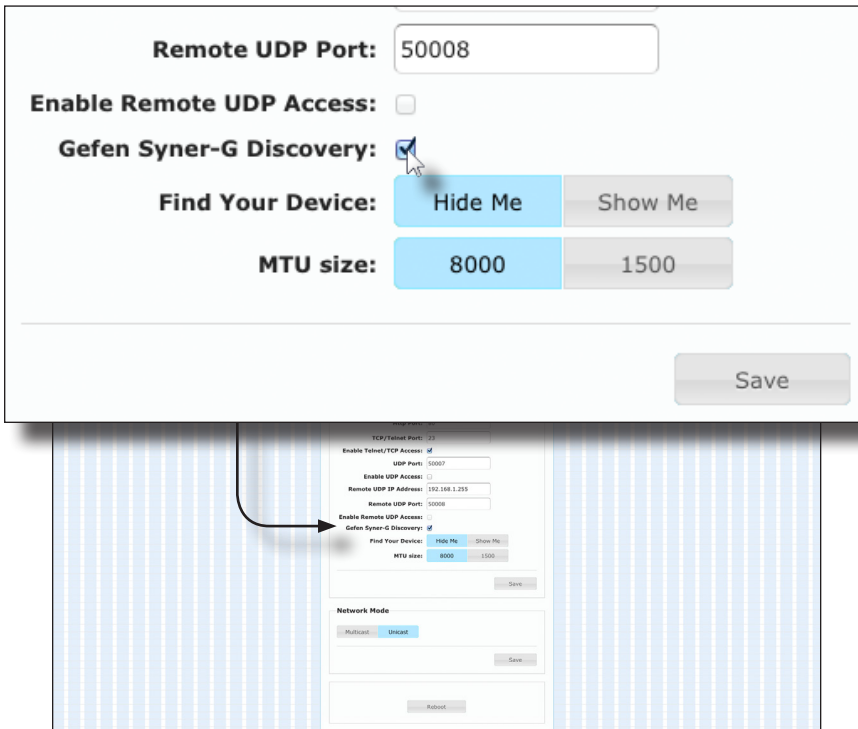 Remote UDP Port: 50008
Enable Remote UDP Access:
Gefen Syner-G Discovery:
Find Your Device: Hide Me Show Me
MTU size: 8000 1500
Save
TCP/Telnet Port: 23
Enable Telnet/TCP Access:
UDP Port: 50007
Enable UDP Access:
Remote UDP IP Address: 192.168.1.255
Remote UDP Port: 50008
Enable Remote UDP Access:
Gefen Syner-G Discovery:
Find Your Device: Hide Me Show Me
MTU size: 8000 1500
Save
Network Mode
Multicast Unicast
Save
Reboot